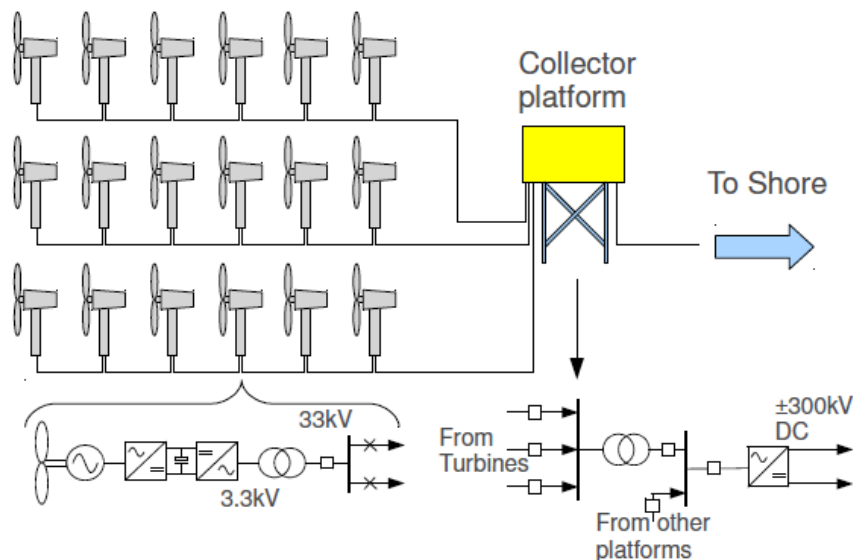 Collector
platform
To Shore
33kV
3.3kV
From
Turbines
±300kV
DC
From other
platforms